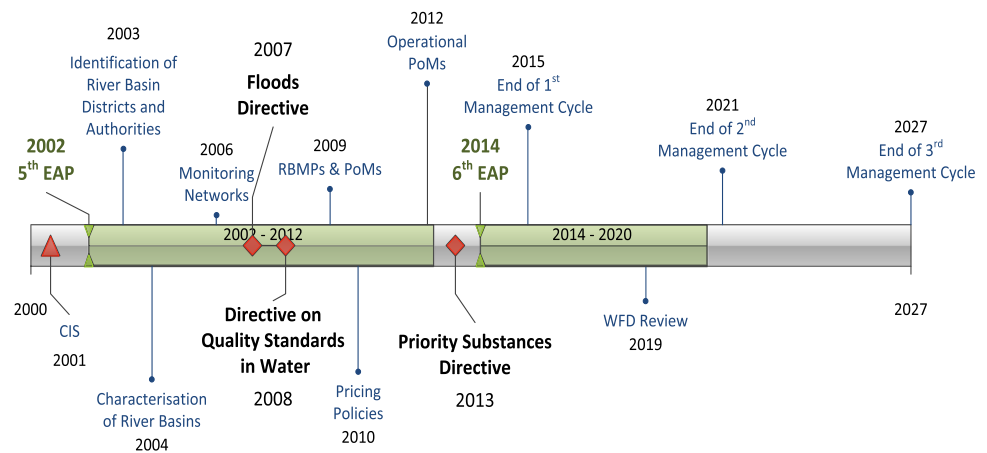 2003
Identification of
River Basin
Districts and
Authorities
2007
Floods
Directive
2012
Operational
PoMs
2015
End of 1st
Management Cycle
2021
End of 2nd
Management Cycle
2027
End of 3rd
Management Cycle
2002
5th EAP
2006
Monitoring
Networks
2009
RBMPs & PoMs
2014
6th EAP
2002 - 2012
2014 - 2020
2000
2027
CIS
2001
Directive on
Quality Standards
in Water
2008
Priority Substances
Directive
2013
WFD Review
2019
Characterisation
of River Basins
2004
Pricing
Policies
2010